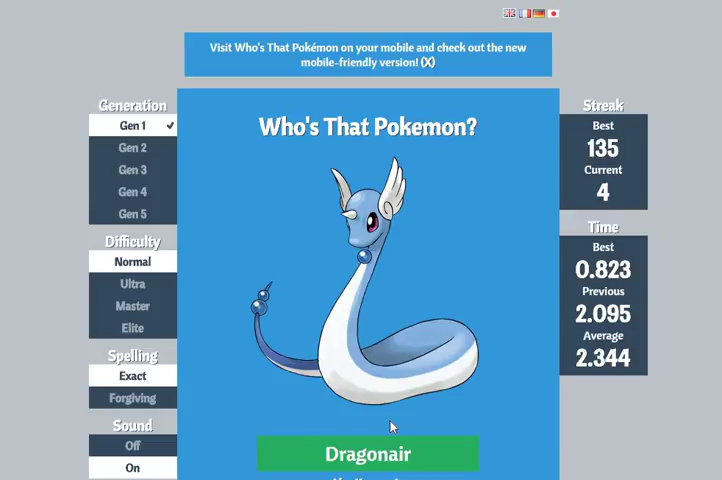 Visit Who's That Pokémon on your mobile and check out the new
mobile-friendly version! (X)
Generation
Gen 1
Gen 2
Gen 3
Gen 4
Gen 5
Difficulty
Normal
Ultra
Master
Elite
Spelling
Exact
Forgiving
Sound
Off
On
Who's That Pokemon?
Dragonair
Streak
Best
135
Current
4
Time
Best
0.823
Previous
2.095
Average
2.344